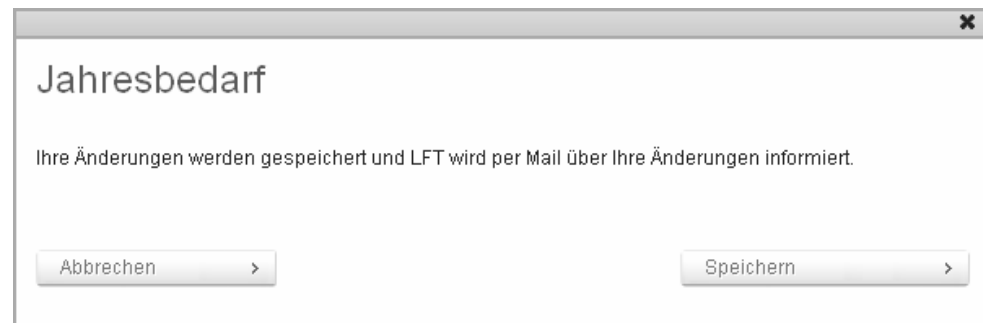 Jahresbedarf
Ihre Änderungen werden gespeichert und LFT wird per Mail über Ihre Änderungen informiert.
Abbrechen >
Speichern >